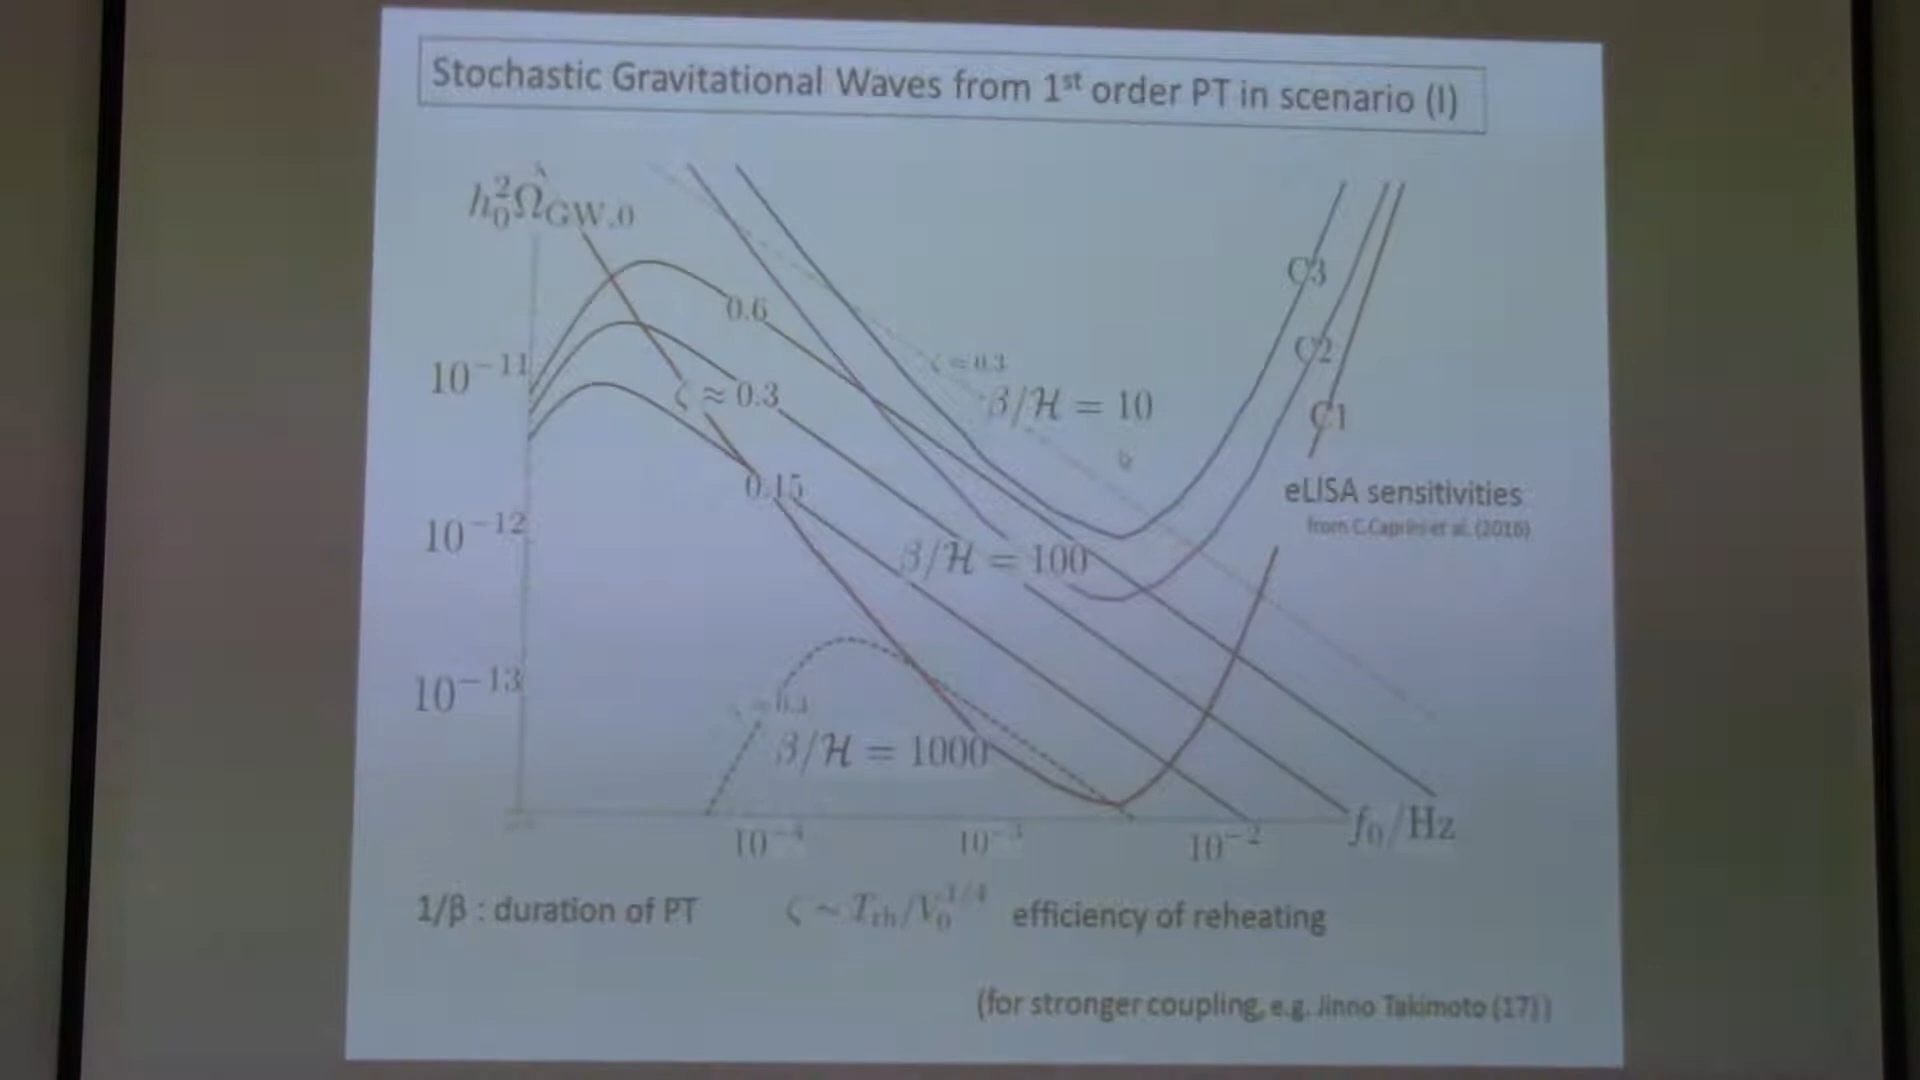 Stochastic Gravitational Waves from 1st order PT in scenario (I)
h₀²Ω_GW,0
C3
0.6
C2
ζ = 0.3
10⁻¹¹
ζ ≈ 0.3
β/ℋ = 10
C1
0.15
eLISA sensitivities
from C.Caprini et al. (2016)
10⁻¹²
β/ℋ = 100
10⁻¹³
β/ℋ = 1000
10⁻⁴
10⁻³
10⁻²
f₀/Hz
1/β : duration of PT ζ ~ T_rh/V₀^1/4 efficiency of reheating
(for stronger coupling, e.g. Jinno Takimoto (17))